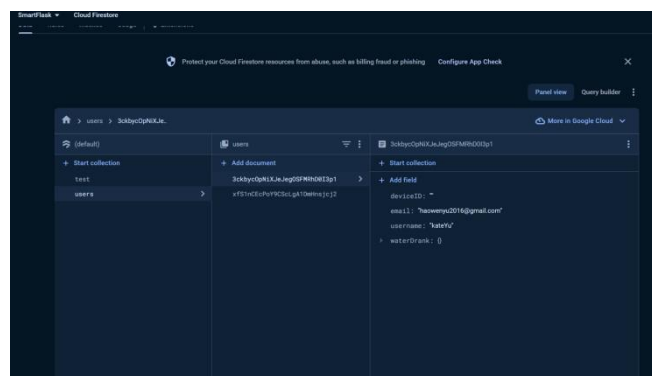 SmartFlask Cloud Firestore
Protect your Cloud Firestore resources from abuse, such as billing fraud or phishing Configure App Check
Panel view Query builder
users 3ckbycOpNiXJe..
More in Google Cloud
(default)
users
3ckbycOpNiXJeJegOSFMRhD0I3p1
+ Start collection
+ Add document
+ Start collection
test
3ckbycOpNiXJeJegOSFMRhD0I3p1
+ Add field
users
deviceID: ""
email: "haowenyu2016@gmail.com"
username: "kateYu"
waterDrank: {}